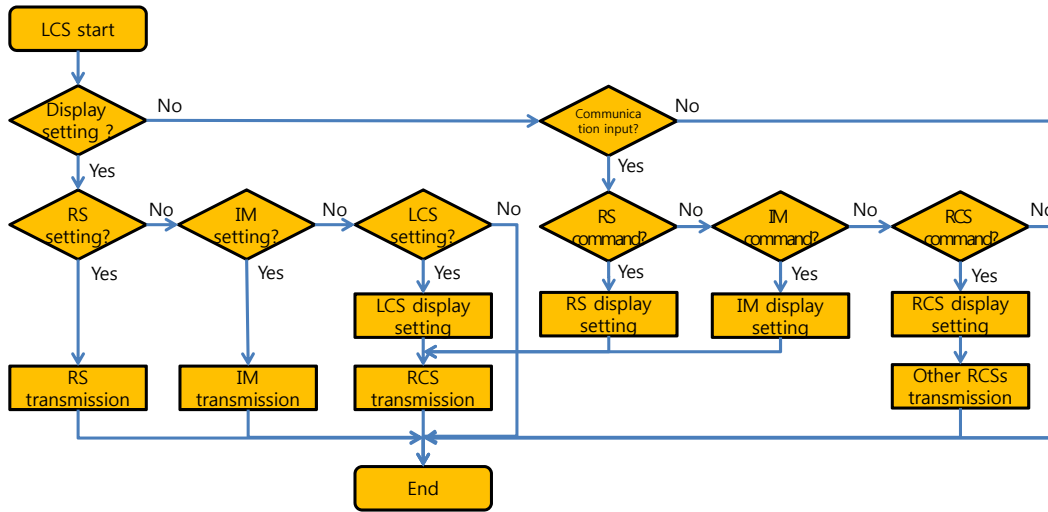 LCS start
Display
setting ?
No
Communica
tion input?
No
Yes
Yes
RS
setting?
No
IM
setting?
No
LCS
setting?
No
RS
command?
No
IM
command?
No
RCS
command?
No
Yes
Yes
Yes
Yes
Yes
Yes
LCS display
setting
RS display
setting
IM display
setting
RCS display
setting
RS
transmission
IM
transmission
RCS
transmission
Other RCSs
transmission
End